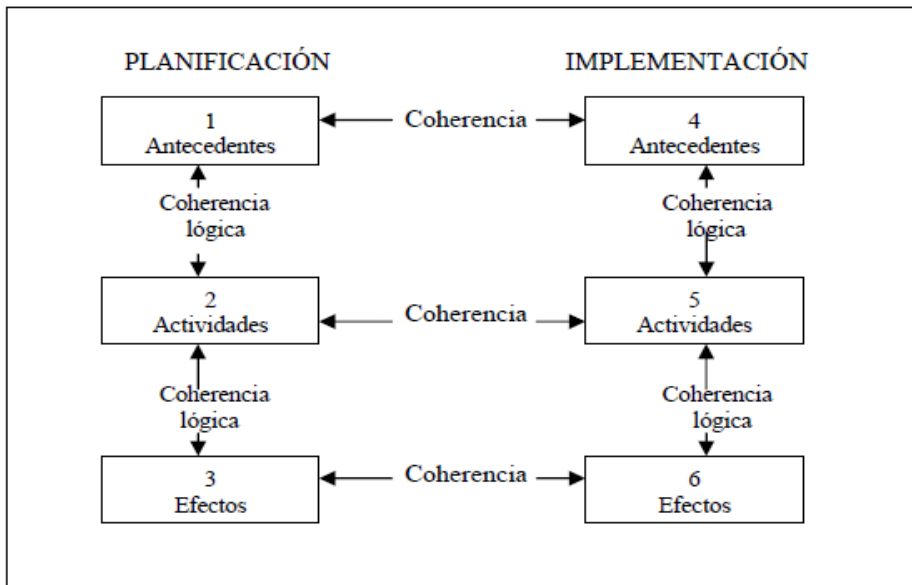 PLANIFICACIÓN
IMPLEMENTACIÓN
1
Antecedentes
Coherencia
4
Antecedentes
Coherencia
lógica
Coherencia
lógica
2
Actividades
Coherencia
5
Actividades
Coherencia
lógica
Coherencia
lógica
3
Efectos
Coherencia
6
Efectos